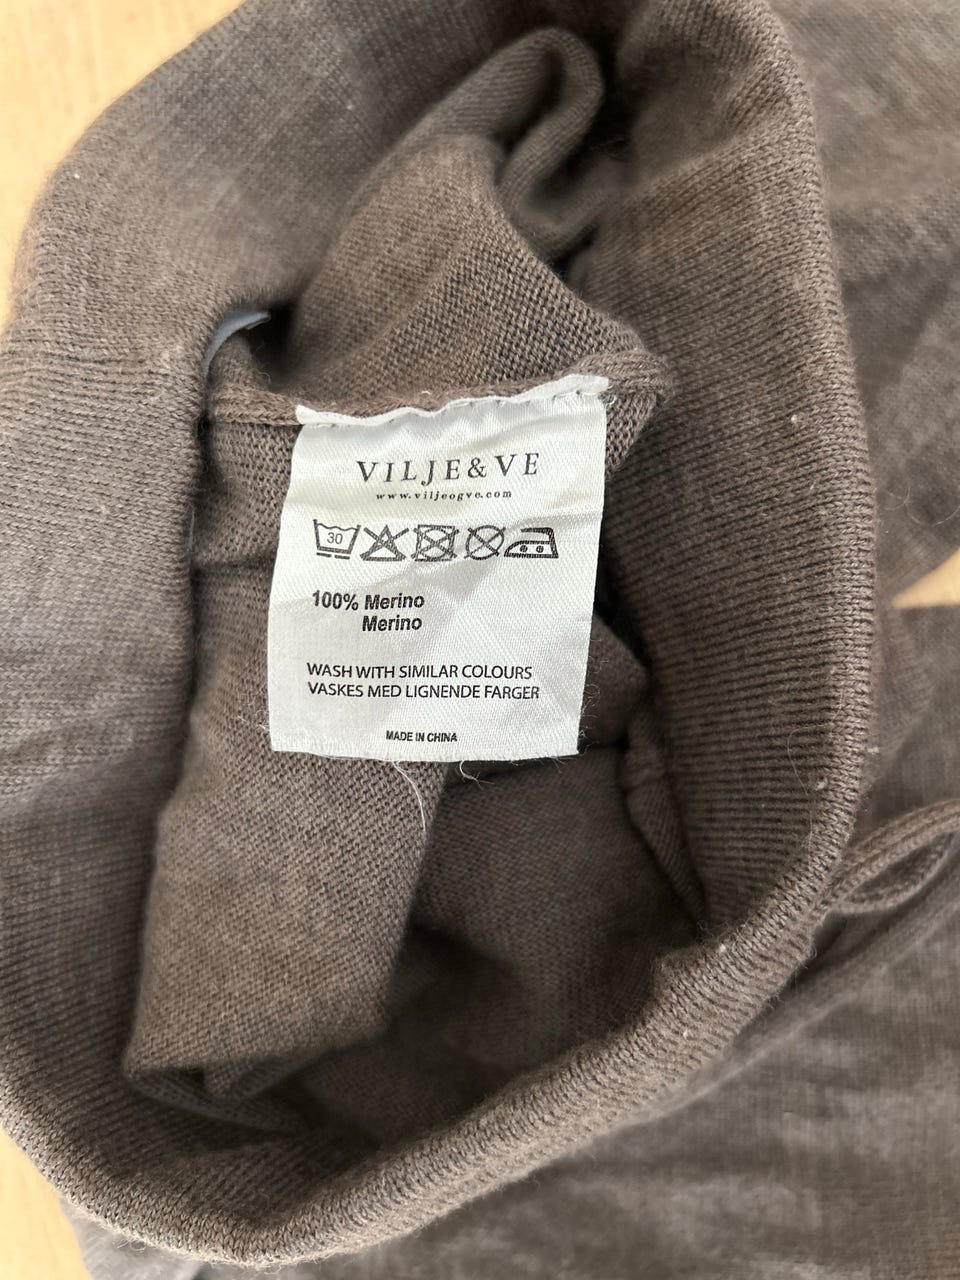 VILJE&VE
www.viljeogve.com
30
100% Merino
Merino
WASH WITH SIMILAR COLOURS
VASKES MED LIGNENDE FARGER
MADE IN CHINA